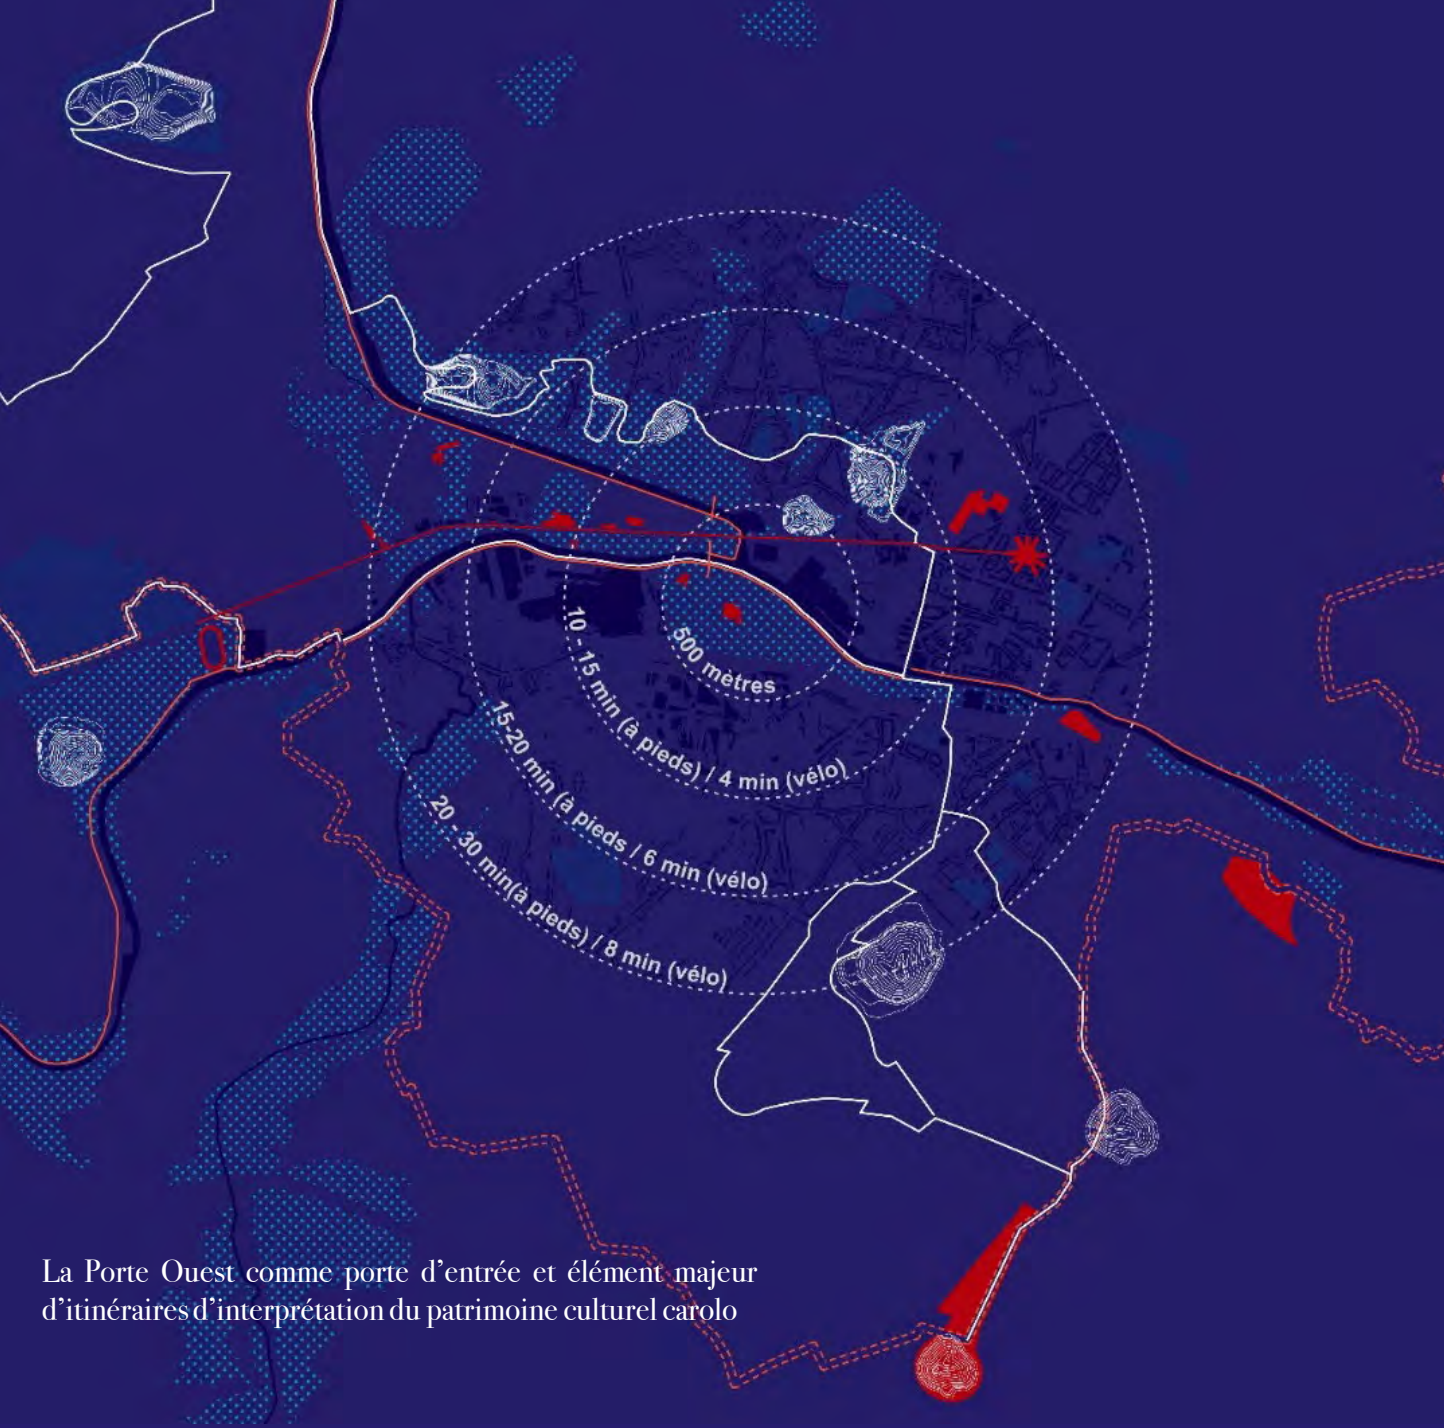 500 mètres
10 - 15 min (à pieds) / 4 min (vélo)
15-20 min (à pieds / 6 min (vélo)
20 - 30 min(à pieds) / 8 min (vélo)
La Porte Ouest comme porte d’entrée et élément majeur
d’itinéraires d’interprétation du patrimoine culturel carolo